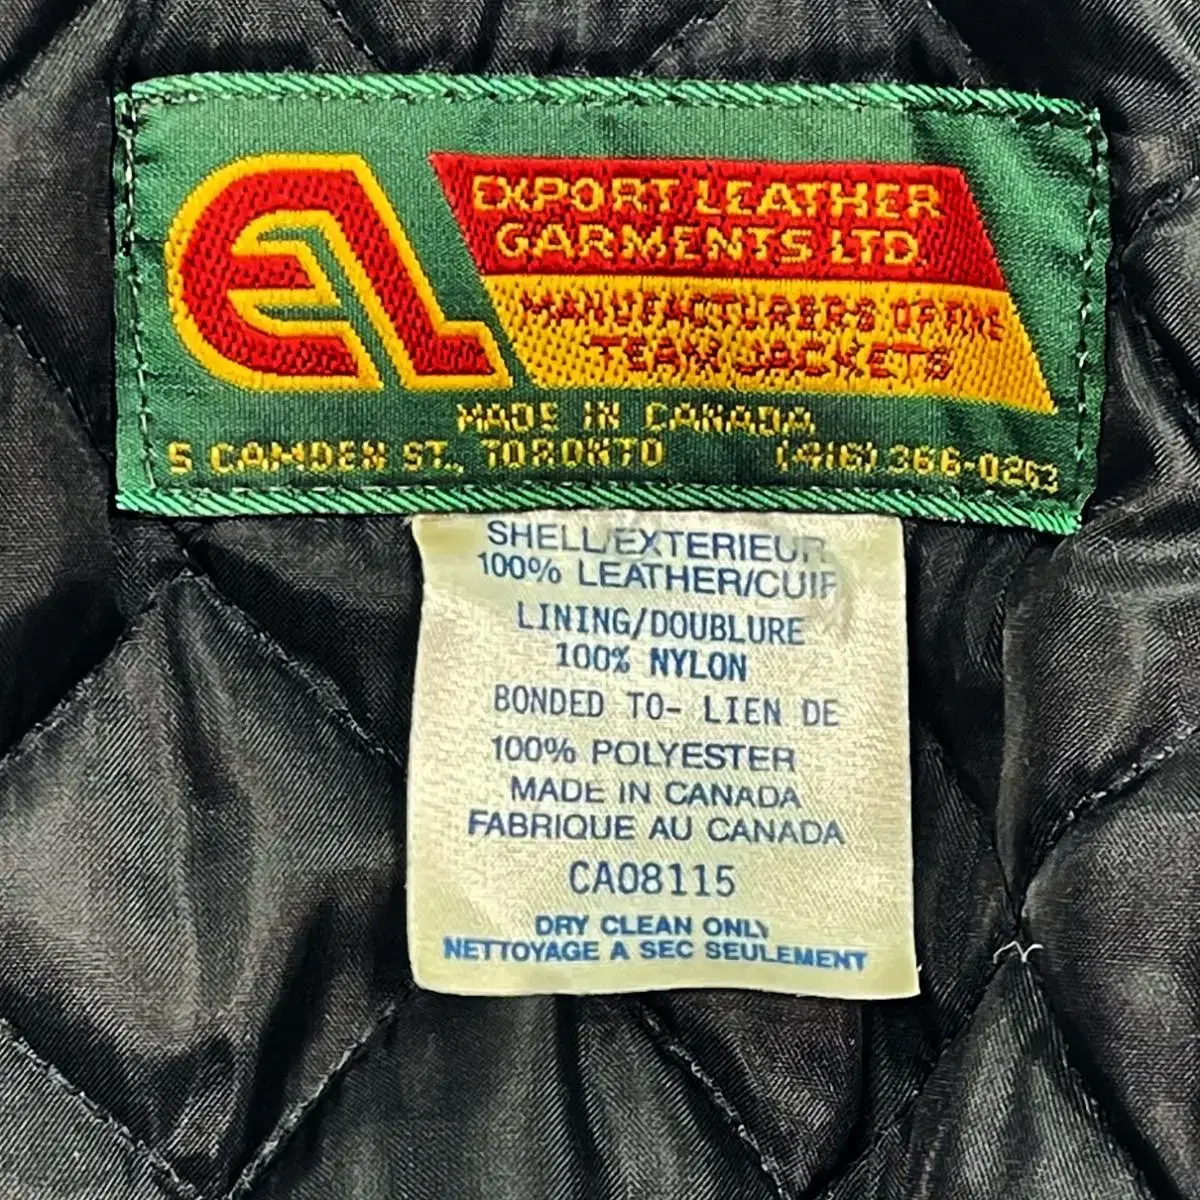 EL
EXPORT LEATHER
GARMENTS LTD.
MANUFACTURERS OF FINE
TEAM JACKETS
MADE IN CANADA
5 CAMDEN ST., TORONTO (416) 366-0263
SHELL/EXTERIEUR
100% LEATHER/CUIR
LINING/DOUBLURE
100% NYLON
BONDED TO- LIEN DE
100% POLYESTER
MADE IN CANADA
FABRIQUE AU CANADA
CA08115
DRY CLEAN ONLY
NETTOYAGE A SEC SEULEMENT